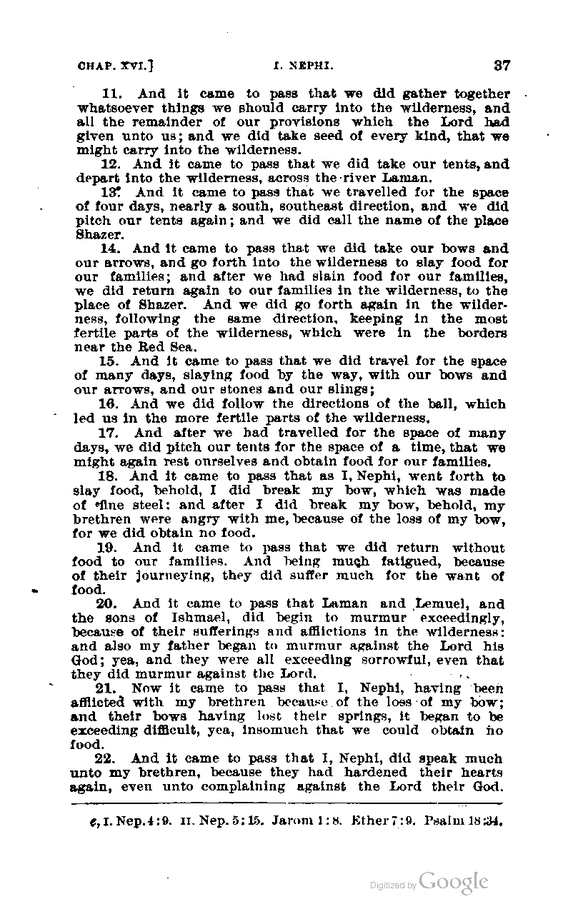 CHAP. XVI.] I. NEPHI. 37
11. And it came to pass that we did gather together
whatsoever things we should carry into the wilderness, and
all the remainder of our provisions which the Lord had
given unto us; and we did take seed of every kind, that we
might carry into the wilderness.
12. And it came to pass that we did take our tents, and
depart into the wilderness, across the river Laman.
13. And it came to pass that we travelled for the space
of four days, nearly a south, southeast direction, and we did
pitch our tents again; and we did call the name of the place
Shazer.
14. And it came to pass that we did take our bows and
our arrows, and go forth into the wilderness to slay food for
our families; and after we had slain food for our families,
we did return again to our families in the wilderness, to the
place of Shazer. And we did go forth again in the wilder-
ness, following the same direction, keeping in the most
fertile parts of the wilderness, which were in the borders
near the Red Sea.
15. And it came to pass that we did travel for the space
of many days, slaying food by the way, with our bows and
our arrows, and our stones and our slings;
16. And we did follow the directions of the ball, which
led us in the more fertile parts of the wilderness.
17. And after we had travelled for the space of many
days, we did pitch our tents for the space of a time, that we
might again rest ourselves and obtain food for our families.
18. And it came to pass that as I, Nephi, went forth to
slay food, behold, I did break my bow, which was made
of ᵉfine steel; and after I did break my bow, behold, my
brethren were angry with me, because of the loss of my bow,
for we did obtain no food.
19. And it came to pass that we did return without
food to our families. And being much fatigued, because
of their journeying, they did suffer much for the want of
food.
20. And it came to pass that Laman and Lemuel, and
the sons of Ishmael, did begin to murmur exceedingly,
because of their sufferings and afflictions in the wilderness:
and also my father began to murmur against the Lord his
God; yea, and they were all exceeding sorrowful, even that
they did murmur against the Lord.
21. Now it came to pass that I, Nephi, having been
afflicted with my brethren because of the loss of my bow;
and their bows having lost their springs, it began to be
exceeding difficult, yea, insomuch that we could obtain no
food.
22. And it came to pass that I, Nephi, did speak much
unto my brethren, because they had hardened their hearts
again, even unto complaining against the Lord their God.
e, I. Nep. 4:9. II. Nep. 5:15. Jarom 1:8. Ether 7:9. Psalm 18:34.
Digitized by Google